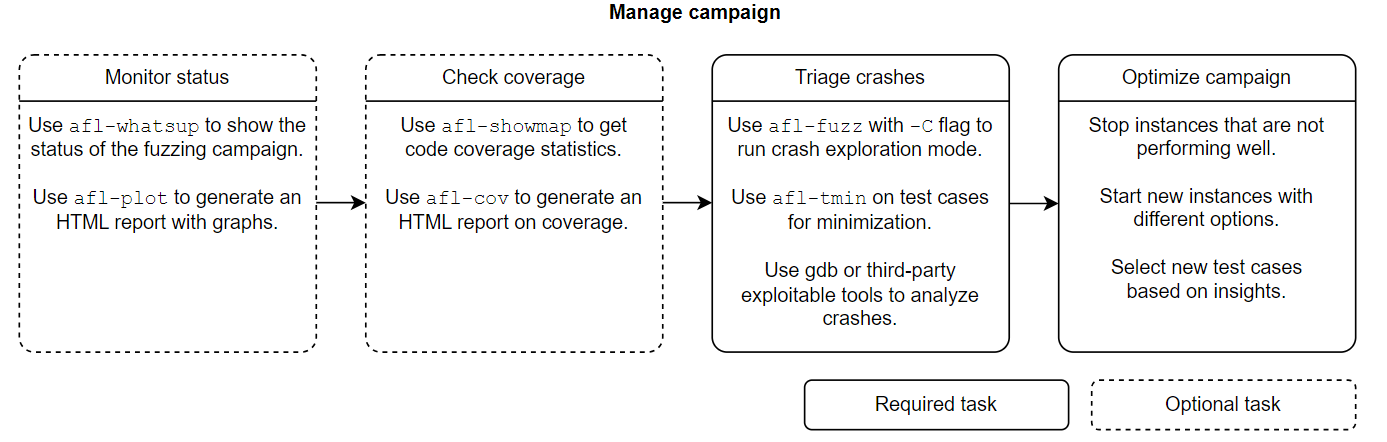 Manage campaign
Monitor status
Use afl-whatsup to show the
status of the fuzzing campaign.
Use afl-plot to generate an
HTML report with graphs.
Check coverage
Use afl-showmap to get
code coverage statistics.
Use afl-cov to generate an
HTML report on coverage.
Triage crashes
Use afl-fuzz with -C flag to
run crash exploration mode.
Use afl-tmin on test cases
for minimization.
Use gdb or third-party
exploitable tools to analyze
crashes.
Optimize campaign
Stop instances that are not
performing well.
Start new instances with
different options.
Select new test cases
based on insights.
Required task
Optional task